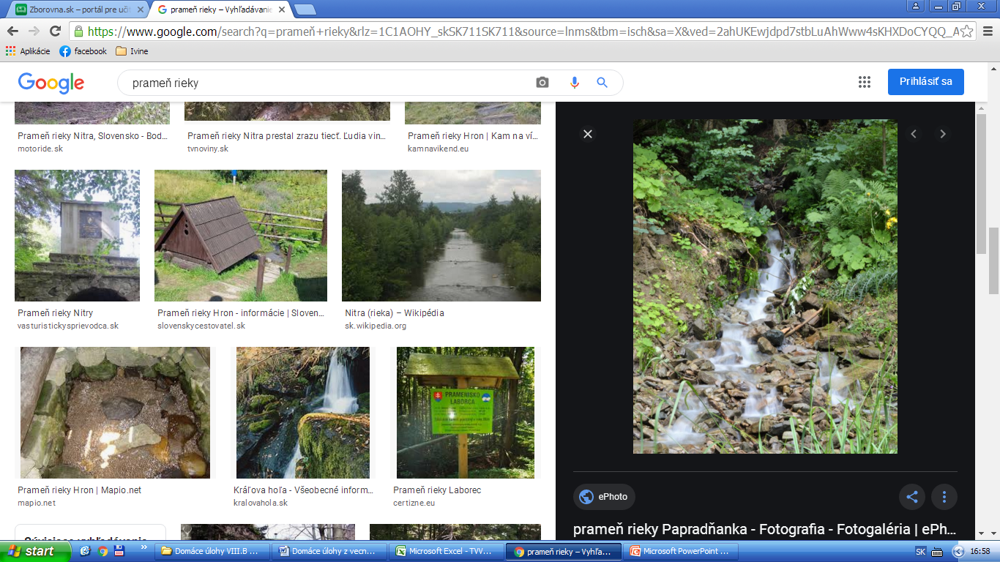 Zborovna.sk – portál pre učit
prameň rieky – Vyhľadávanie
https://www.google.com/search?q=prameň+rieky&rlz=1C1AOHY_skSK711SK711&source=lnms&tbm=isch&sa=X&ved=2ahUKEwjdpd7stbLuAhWww4sKHXDoCYQQ_A
Aplikácie
facebook
Ivine
Google
prameň rieky
Prihlásiť sa
Prameň rieky Nitra, Slovensko - Bod...
motoride.sk
Prameň rieky Nitra prestal zrazu tiecť. Ľudia vin...
tvnoviny.sk
Prameň rieky Hron | Kam na ví...
kamnavikend.eu
Prameň rieky Nitry
vasturistickysprievodca.sk
Prameň rieky Hron - informácie | Sloven...
slovenskycestovatel.sk
Nitra (rieka) – Wikipédia
sk.wikipedia.org
PRAMENISKO
LABORCA
Prameň rieky Hron | Mapio.net
mapio.net
Kráľova hoľa - Všeobecné inform...
kralovahola.sk
Prameň rieky Laborec
certizne.eu
Súvisiace vyhľadávania
ePhoto
prameň rieky Papradňanka - Fotografia - Fotogaléria | ePh...
start
»
Domáce úlohy VIII.B
Domáce úlohy z vecn...
Microsoft Excel - TVV...
prameň rieky – Vyhľa...
Microsoft PowerPoint ...
SK
16:58